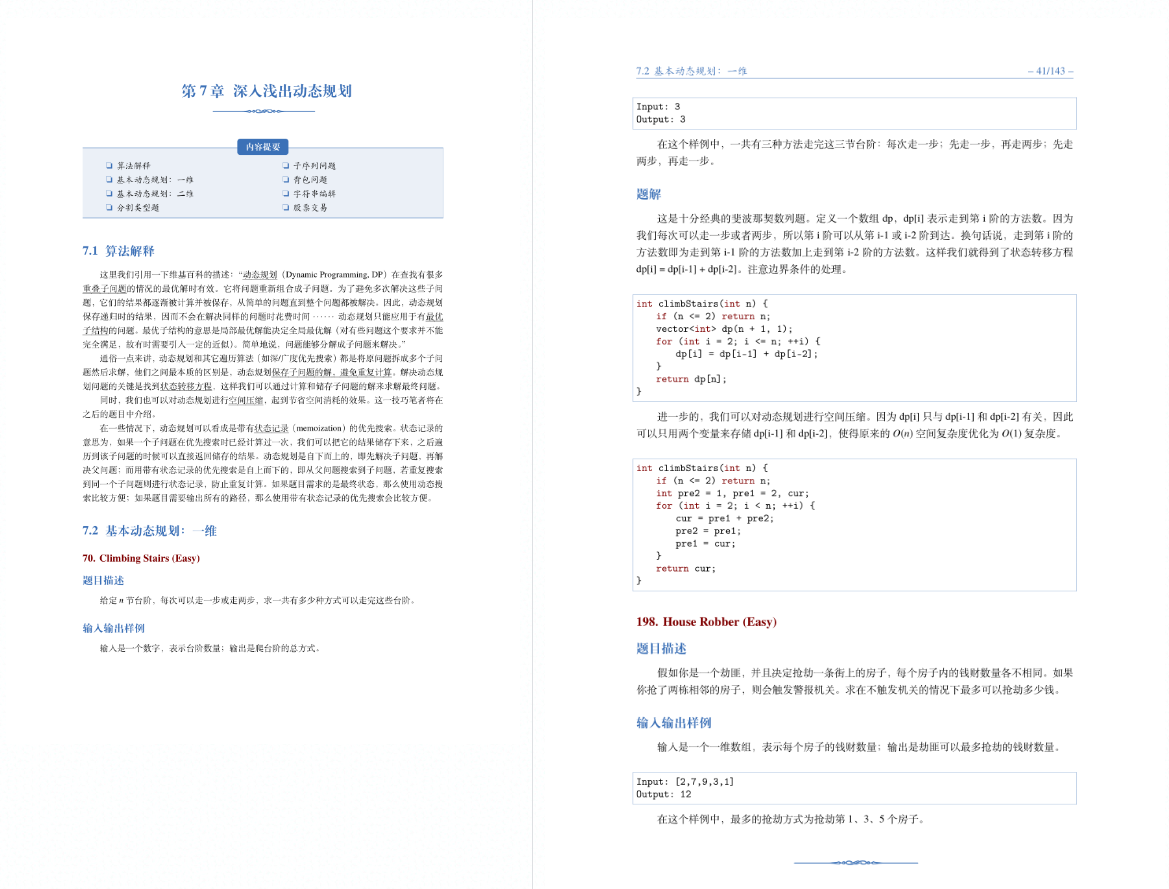 第 7 章 深入浅出动态规划
内容提要
❏ 算法解释
❏ 基本动态规划：一维
❏ 基本动态规划：二维
❏ 分割类型题
❏ 子序列问题
❏ 背包问题
❏ 字符串编辑
❏ 股票交易
7.1 算法解释
这里我们引用一下维基百科的描述：“动态规划（Dynamic Programming, DP）在查找有很多
重叠子问题的情况的最优解时有效。它将问题重新组合成子问题。为了避免多次解决这些子问
题，它们的结果都逐渐被计算并被保存，从简单的问题直到整个问题都被解决。因此，动态规划
保存递归时的结果，因而不会在解决同样的问题时花费时间 ······ 动态规划只能应用于有最优
子结构的问题。最优子结构的意思是局部最优解能决定全局最优解（对有些问题这个要求并不能
完全满足，故有时需要引入一定的近似）。简单地说，问题能够分解成子问题来解决。”
通俗一点来讲，动态规划和其它遍历算法（如深/广度优先搜索）都是将原问题拆成多个子问
题然后求解，他们之间最本质的区别是，动态规划保存子问题的解，避免重复计算。解决动态规
划问题的关键是找到状态转移方程，这样我们可以通过计算和储存子问题的解来求解最终问题。
同时，我们也可以对动态规划进行空间压缩，起到节省空间消耗的效果。这一技巧笔者将在
之后的题目中介绍。
在一些情况下，动态规划可以看成是带有状态记录（memoization）的优先搜索。状态记录的
意思为，如果一个子问题在优先搜索时已经计算过一次，我们可以把它的结果储存下来，之后遍
历到该子问题的时候可以直接返回储存的结果。动态规划是自下而上的，即先解决子问题，再解
决父问题；而用带有状态记录的优先搜索是自上而下的，即从父问题搜索到子问题，若重复搜索
到同一个子问题则进行状态记录，防止重复计算。如果题目需求的是最终状态，那么使用动态搜
索比较方便；如果题目需要输出所有的路径，那么使用带有状态记录的优先搜索会比较方便。
7.2 基本动态规划：一维
70. Climbing Stairs (Easy)
题目描述
给定 n 节台阶，每次可以走一步或走两步，求一共有多少种方式可以走完这些台阶。
输入输出样例
输入是一个数字，表示台阶数量；输出是爬台阶的总方式。
7.2 基本动态规划：一维
– 41/143 –
Input: 3
Output: 3
在这个样例中，一共有三种方法走完这三节台阶：每次走一步；先走一步，再走两步；先走
两步，再走一步。
题解
这是十分经典的斐波那契数列题。定义一个数组 dp，dp[i] 表示走到第 i 阶的方法数。因为
我们每次可以走一步或者两步，所以第 i 阶可以从第 i-1 或 i-2 阶到达。换句话说，走到第 i 阶的
方法数即为走到第 i-1 阶的方法数加上走到第 i-2 阶的方法数。这样我们就得到了状态转移方程
dp[i] = dp[i-1] + dp[i-2]。注意边界条件的处理。
int climbStairs(int n) {
if (n <= 2) return n;
vector<int> dp(n + 1, 1);
for (int i = 2; i <= n; ++i) {
dp[i] = dp[i-1] + dp[i-2];
}
return dp[n];
}
进一步的，我们可以对动态规划进行空间压缩。因为 dp[i] 只与 dp[i-1] 和 dp[i-2] 有关，因此
可以只用两个变量来存储 dp[i-1] 和 dp[i-2]，使得原来的 O(n) 空间复杂度优化为 O(1) 复杂度。
int climbStairs(int n) {
if (n <= 2) return n;
int pre2 = 1, pre1 = 2, cur;
for (int i = 2; i < n; ++i) {
cur = pre1 + pre2;
pre2 = pre1;
pre1 = cur;
}
return cur;
}
198. House Robber (Easy)
题目描述
假如你是一个劫匪，并且决定抢劫一条街上的房子，每个房子内的钱财数量各不相同。如果
你抢了两栋相邻的房子，则会触发警报机关。求在不触发机关的情况下最多可以抢劫多少钱。
输入输出样例
输入是一个一维数组，表示每个房子的钱财数量；输出是劫匪可以最多抢劫的钱财数量。
Input: [2,7,9,3,1]
Output: 12
在这个样例中，最多的抢劫方式为抢劫第 1、3、5 个房子。